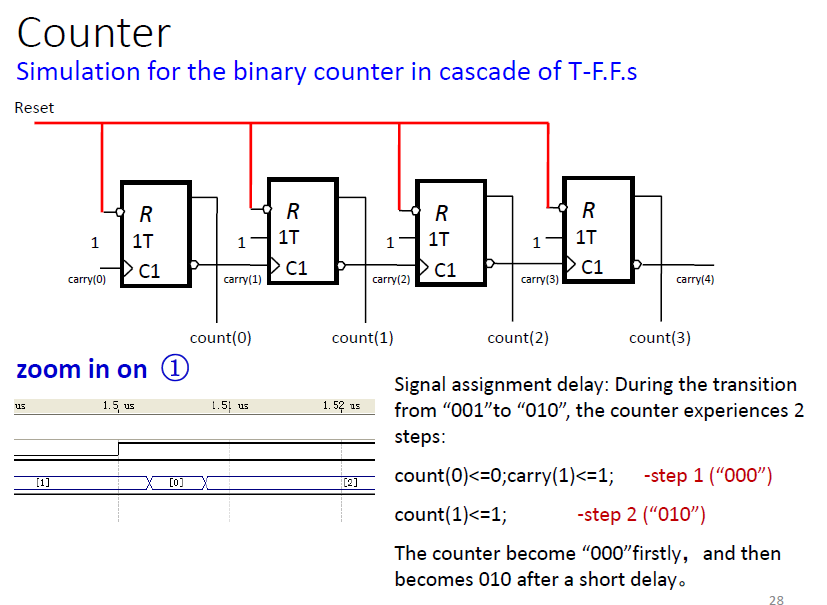 Counter
Simulation for the binary counter in cascade of T-F.F.s
Reset
R R R R
1 1T 1 1T 1 1T 1 1T
C1 C1 C1 C1
carry(0) carry(1) carry(2) carry(3) carry(4)
count(0) count(1) count(2) count(3)
zoom in on ①
us 1.5 us 1.51 us 1.52 us
[1] [0] [2]
Signal assignment delay: During the transition
from “001”to “010”, the counter experiences 2
steps:
count(0)<=0;carry(1)<=1; -step 1 (“000”)
count(1)<=1; -step 2 (“010”)
The counter become “000”firstly，and then
becomes 010 after a short delay。
28